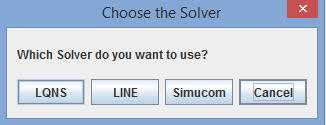 Choose the Solver
Which Solver do you want to use?
LQNS LINE Simucom Cancel